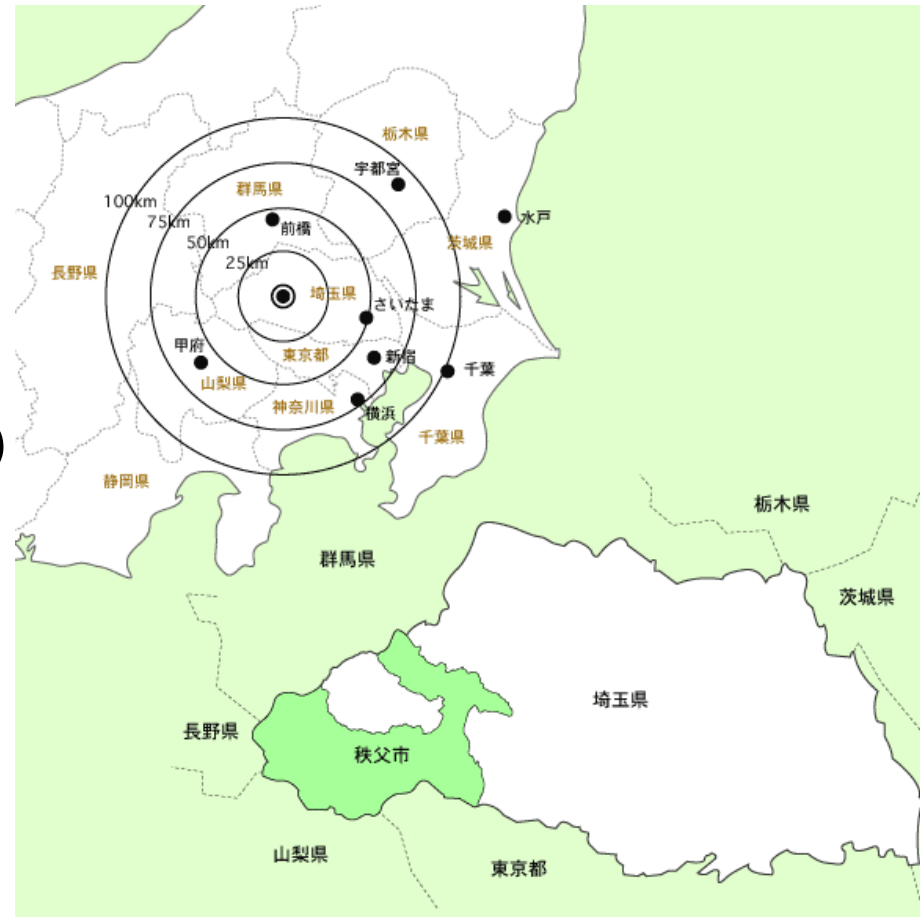 栃木県
宇都宮
群馬県
100km
水戸
75km
前橋
50km
茨城県
25km
長野県
埼玉県
さいたま
甲府
東京都
新宿
千葉
山梨県
神奈川県
横浜
千葉県
静岡県
栃木県
群馬県
茨城県
埼玉県
長野県
秩父市
山梨県
東京都